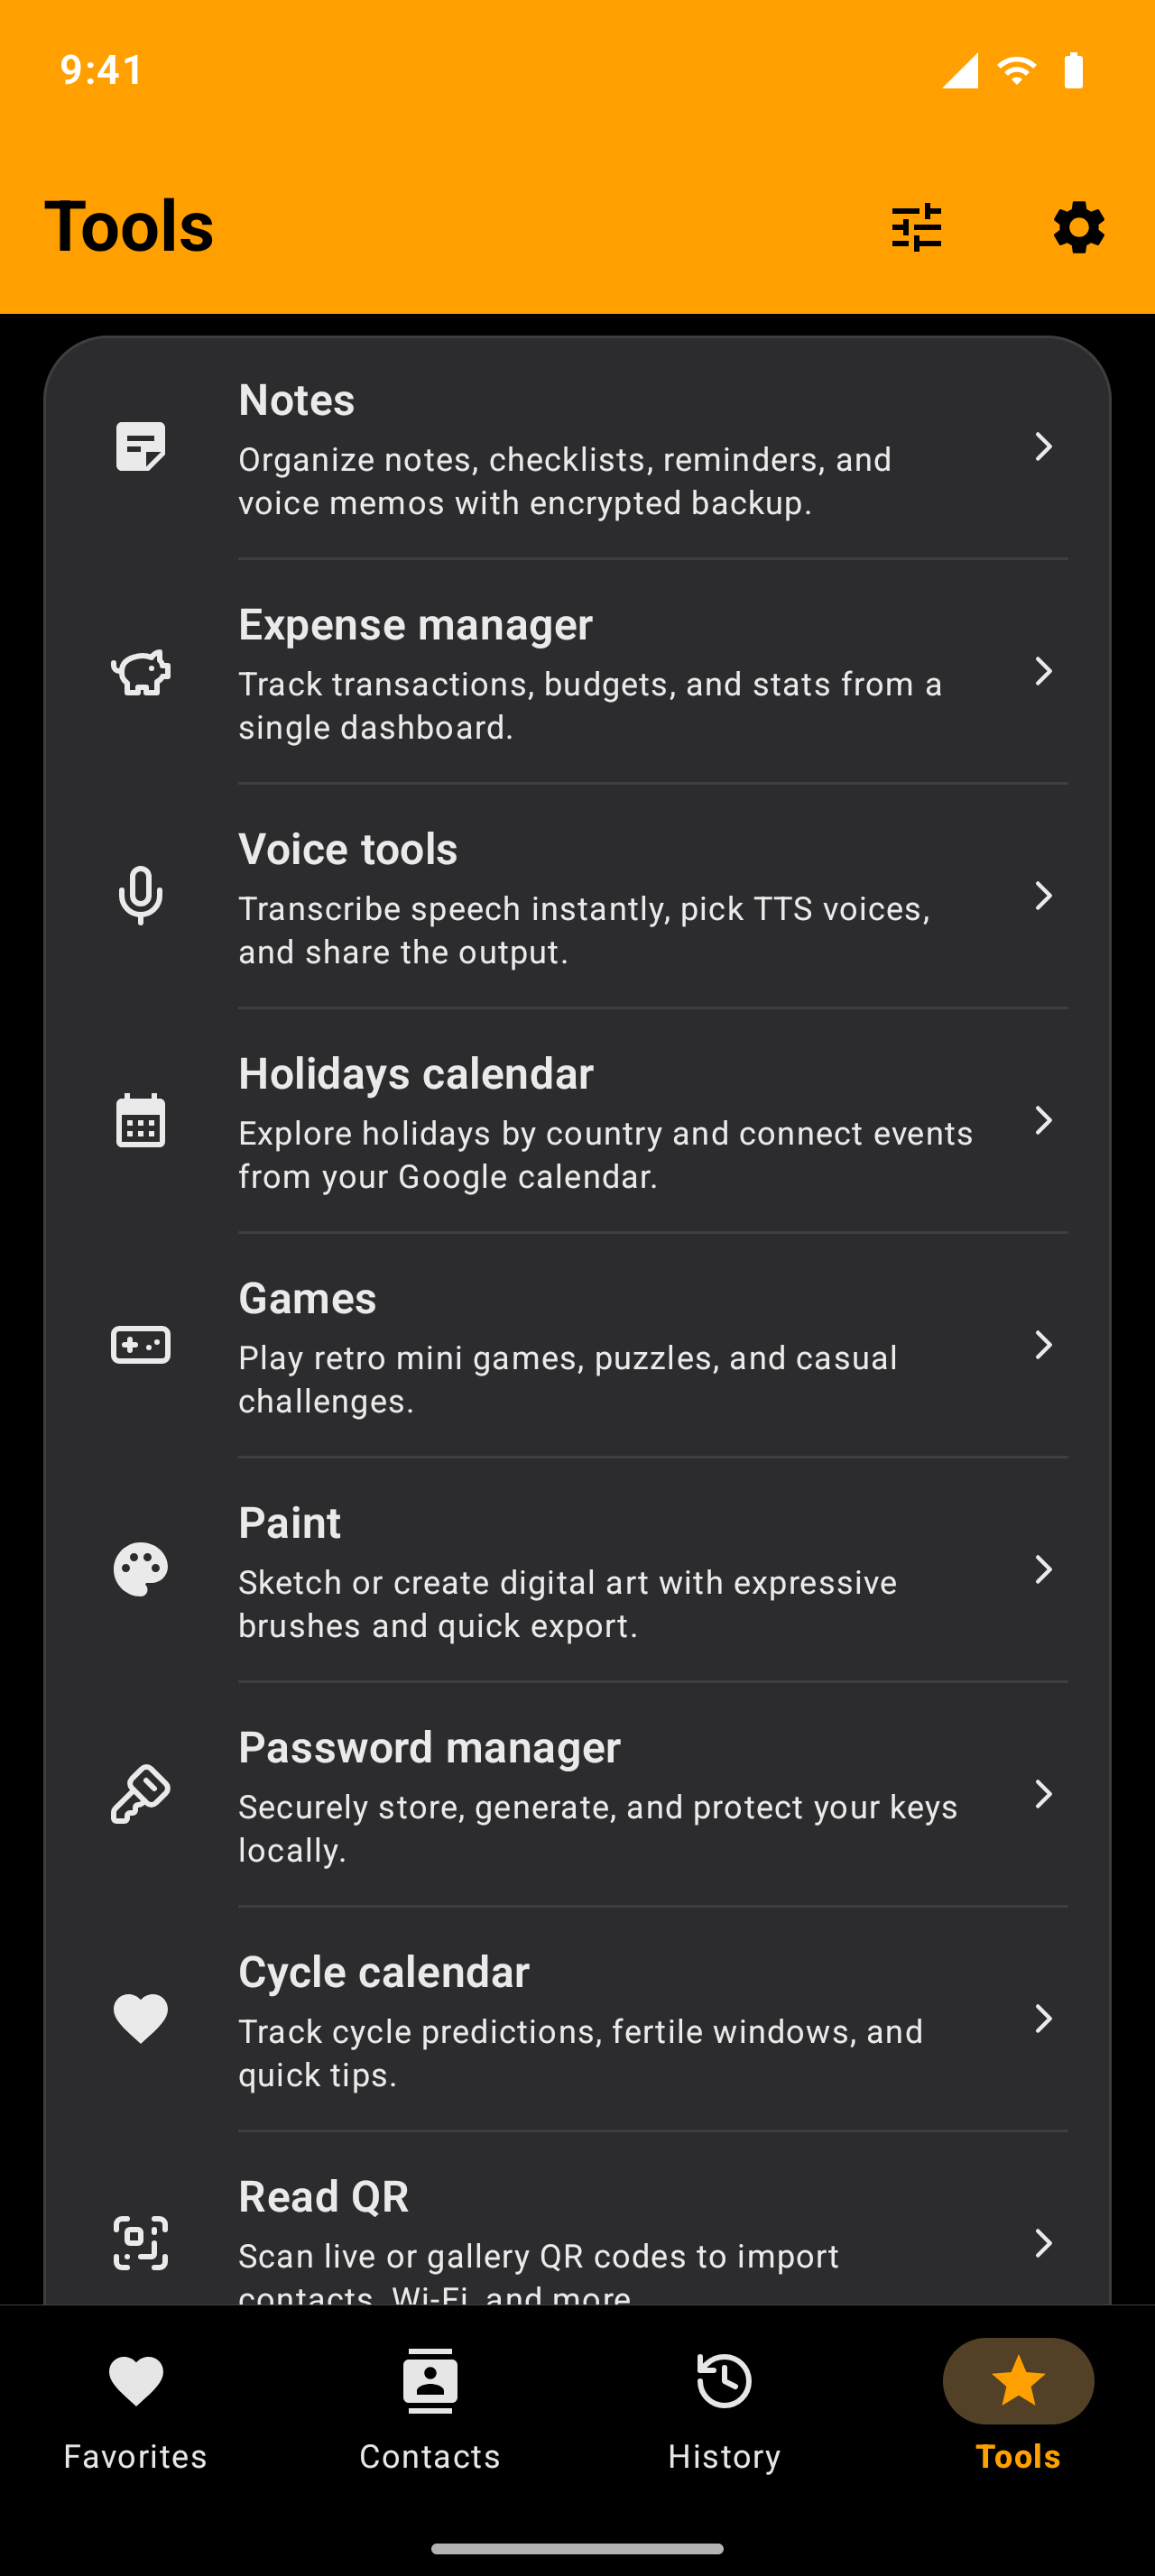 9:41
Tools
Notes
Organize notes, checklists, reminders, and
voice memos with encrypted backup.
Expense manager
Track transactions, budgets, and stats from a
single dashboard.
Voice tools
Transcribe speech instantly, pick TTS voices,
and share the output.
Holidays calendar
Explore holidays by country and connect events
from your Google calendar.
Games
Play retro mini games, puzzles, and casual
challenges.
Paint
Sketch or create digital art with expressive
brushes and quick export.
Password manager
Securely store, generate, and protect your keys
locally.
Cycle calendar
Track cycle predictions, fertile windows, and
quick tips.
Read QR
Scan live or gallery QR codes to import
contacts, Wi-Fi, and more
Favorites
Contacts
History
Tools